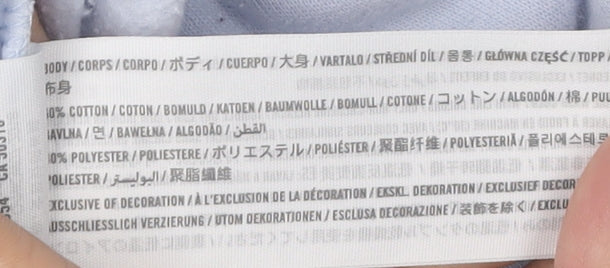 BODY / CORPS / CORPO / ボディ / CUERPO / 大身 / VARTALO / STŘEDNÍ DÍL / 몸통 / GŁÓWNA CZĘŚĆ / TOPP /
布身
0% COTTON / COTON / BOMULD / KATOEN / BAUMWOLLE / BOMULL / COTONE / コットン / ALGODÓN / 棉 / PUU
BAVLNA / 면 / BAWEŁNA / ALGODÃO / القطن /
0% POLYESTER / POLIESTERE / ポリエステル / POLIÉSTER / 聚酯纤维 / POLYESTERIÄ / 폴리에스테르
POLIESTER / البوليستر / 聚脂纖維
EXCLUSIVE OF DECORATION / À L'EXCLUSION DE LA DÉCORATION / EKSKL. DEKORATION / EXCLUSIEF DECOR
AUSSCHLIESSLICH VERZIERUNG / UTOM DEKORATIONEN / ESCLUSA DECORAZIONE / 装飾を除く / EXCLU